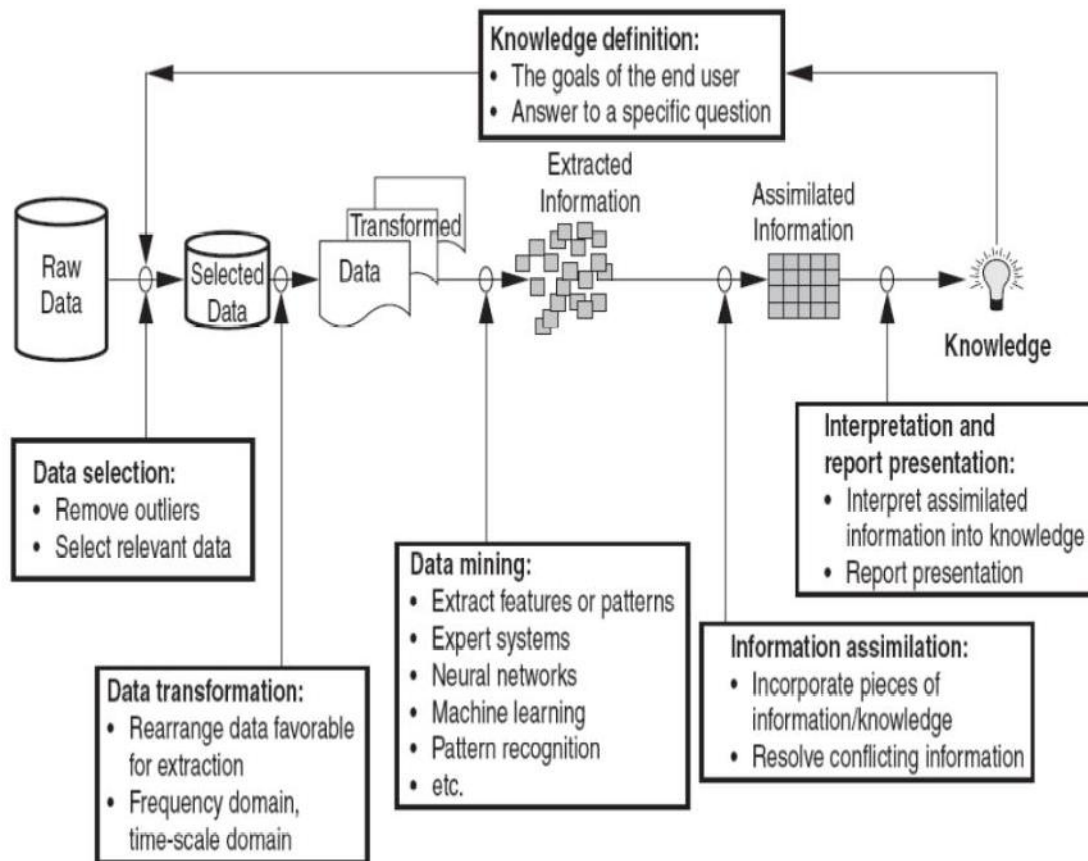 Knowledge definition:
• The goals of the end user
• Answer to a specific question
Extracted
Information
Assimilated
Information
Raw
Data
Selected
Data
Transformed
Data
Knowledge
Data selection:
• Remove outliers
• Select relevant data
Data transformation:
• Rearrange data favorable
for extraction
• Frequency domain,
time-scale domain
Data mining:
• Extract features or patterns
• Expert systems
• Neural networks
• Machine learning
• Pattern recognition
• etc.
Information assimilation:
• Incorporate pieces of
information/knowledge
• Resolve conflicting information
Interpretation and
report presentation:
• Interpret assimilated
information into knowledge
• Report presentation